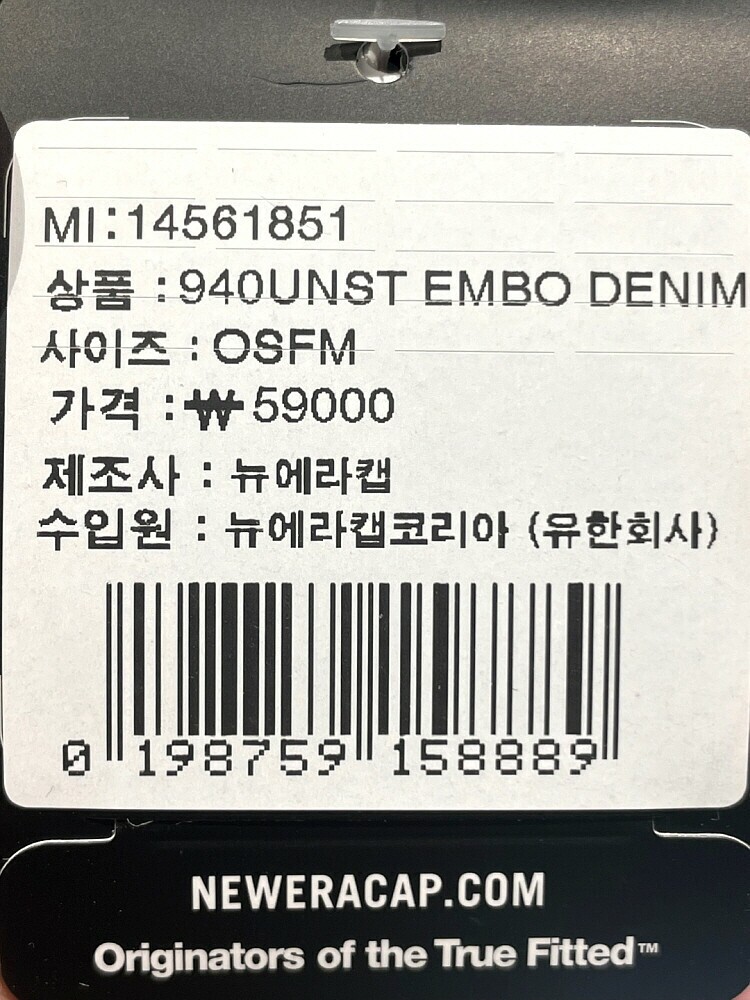 MI:14561851
상품 :940UNST EMBO DENIM
사이즈 : OSFM
가격 :₩59000
제조사 : 뉴에라캡
수입원 : 뉴에라캡코리아 (유한회사)
0 198759 158889
NEWERACAP.COM
Originators of the True Fitted™